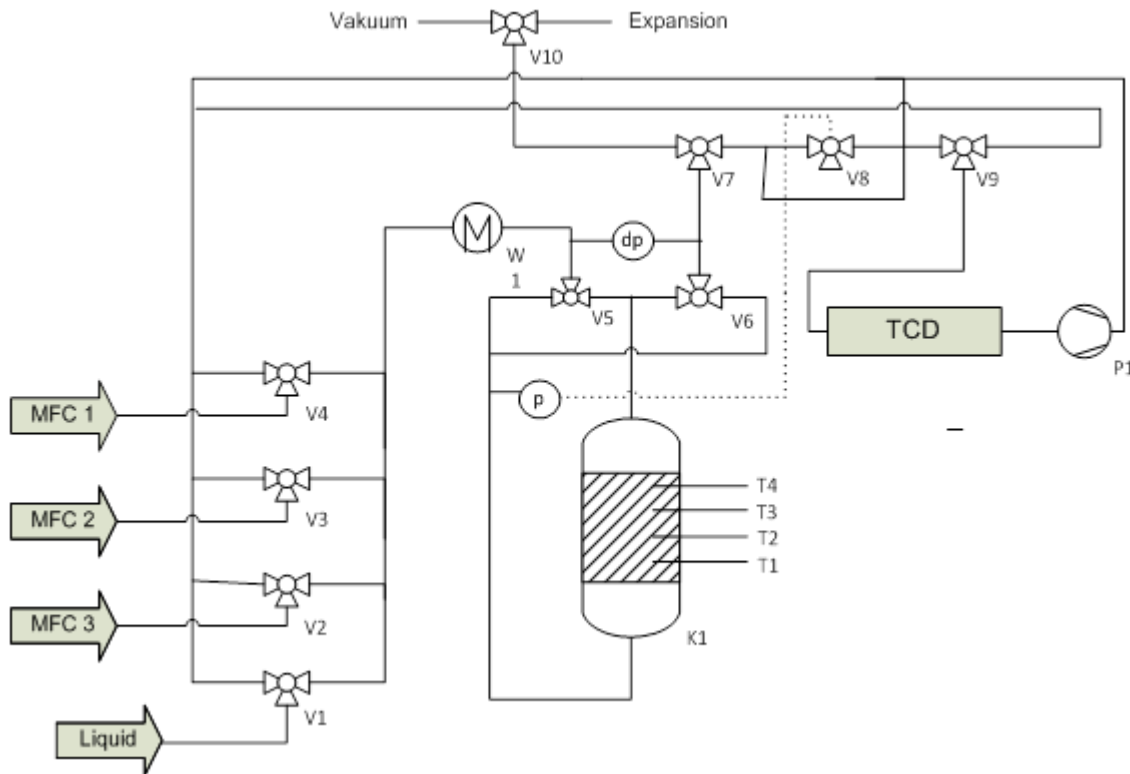 Vakuum
Expansion
V10
V7
V8
V9
W
1
dp
V5
V6
TCD
P1
MFC 1
V4
p
MFC 2
V3
T4
T3
T2
T1
MFC 3
V2
K1
V1
Liquid
M